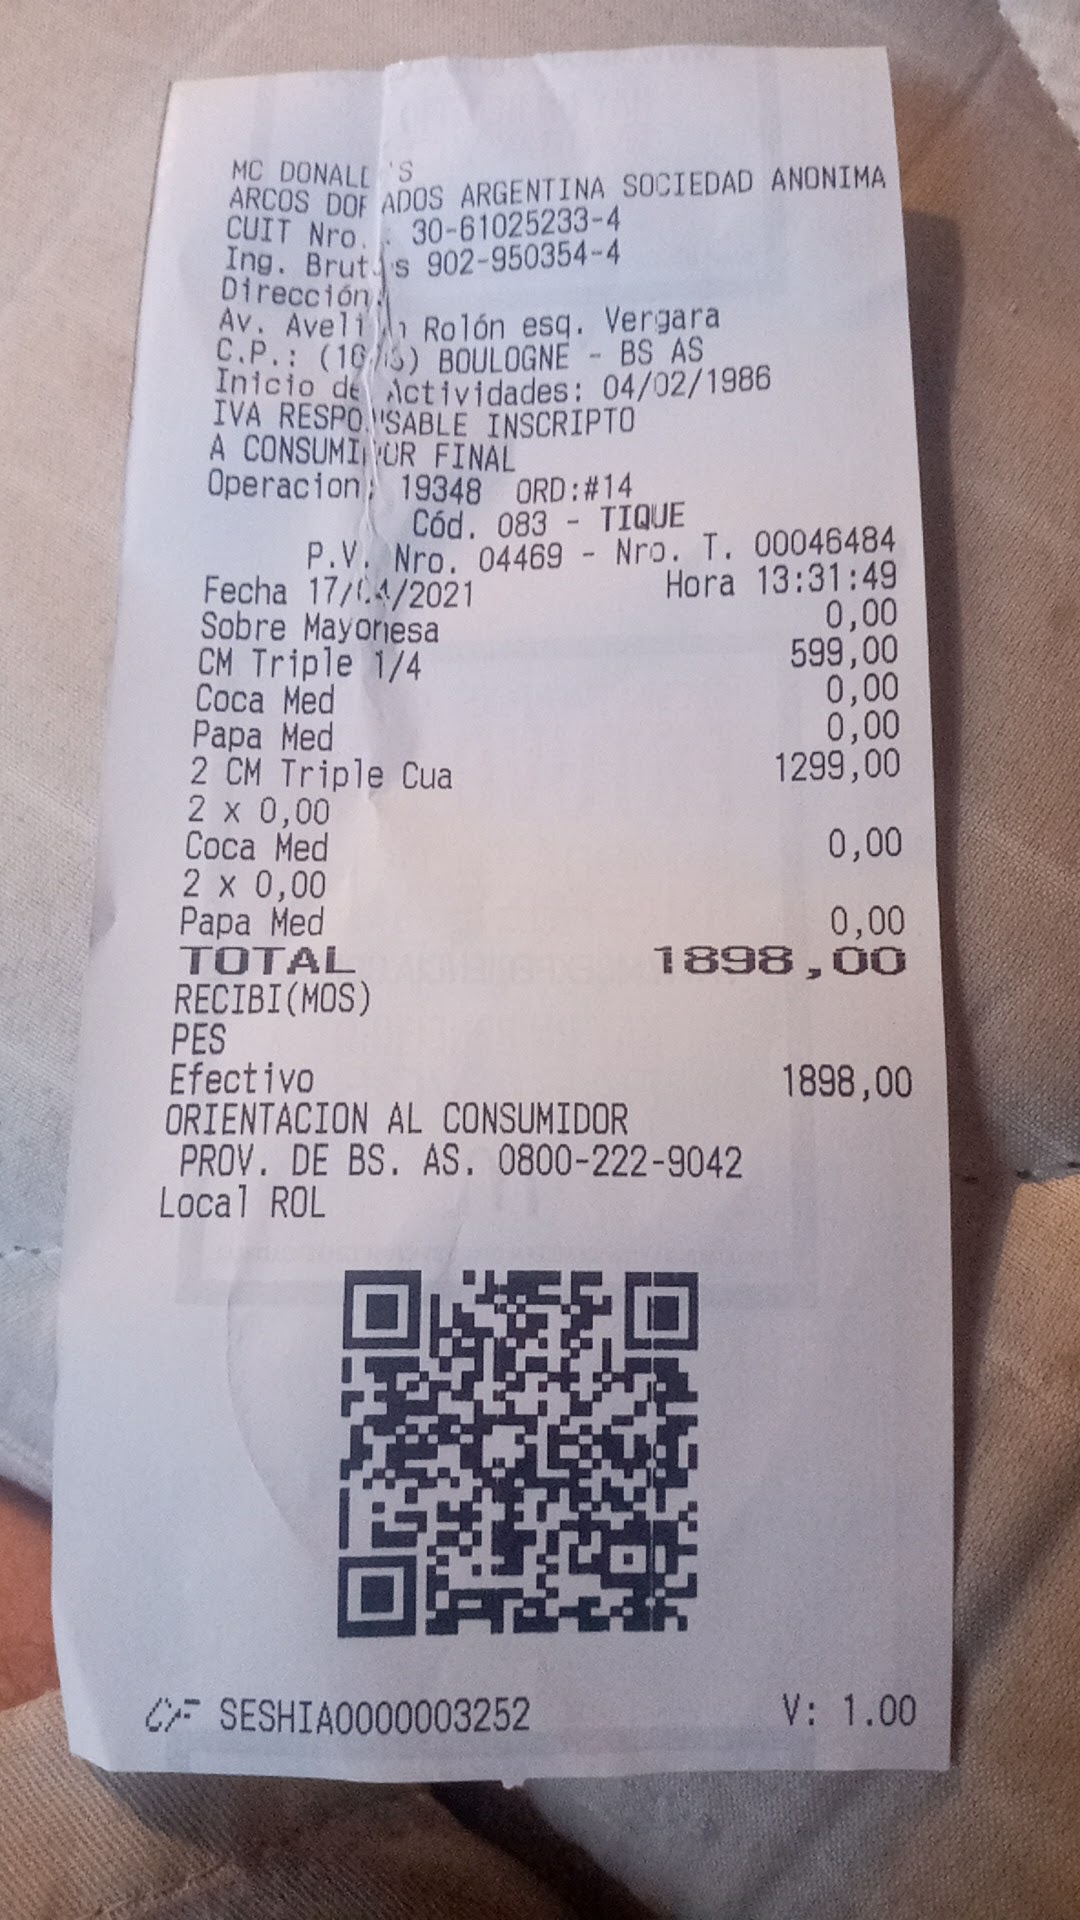 MC DONALD'S
ARCOS DORADOS ARGENTINA SOCIEDAD ANONIMA
CUIT Nro.: 30-61025233-4
Ing. Brutos 902-950354-4
Dirección:
Av. Avelin Rolón esq. Vergara
C.P.: BOULOGNE - BS AS
Inicio de Actividades: 04/02/1986
IVA RESPONSABLE INSCRIPTO
A CONSUMIDOR FINAL
Operacion: 19348 ORD:#14
Cód. 083 - TIQUE
P.V. Nro. 04469 - Nro. T. 00046484
Fecha 17/04/2021 Hora 13:31:49
Sobre Mayonesa 0,00
CM Triple 1/4 599,00
Coca Med 0,00
Papa Med 0,00
2 CM Triple Cua 1299,00
2 x 0,00
Coca Med 0,00
2 x 0,00
Papa Med 0,00
TOTAL 1898,00
RECIBI(MOS)
PES
Efectivo 1898,00
ORIENTACION AL CONSUMIDOR
PROV. DE BS. AS. 0800-222-9042
Local ROL
CF SESHIA0000003252 V: 1.00